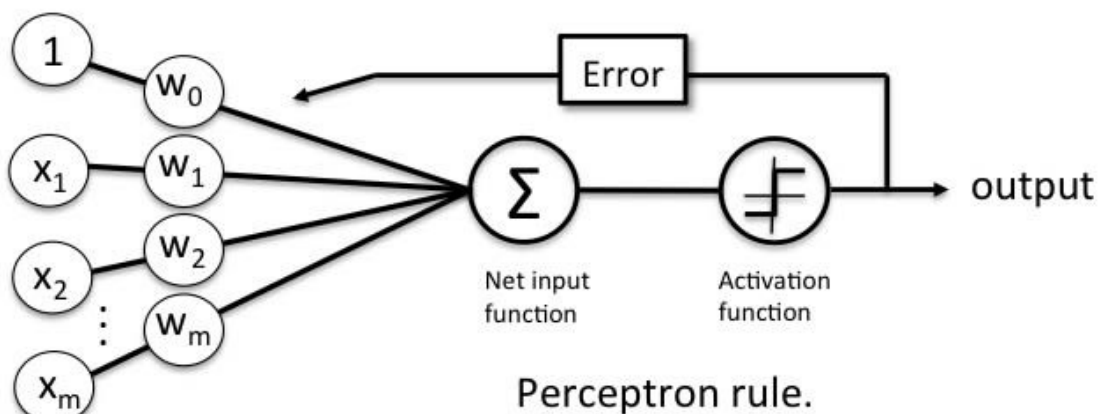 1
w₀
Error
x₁
w₁
Σ
output
x₂
w₂
Net input
function
Activation
function
⋮
wₘ
xₘ
Perceptron rule.